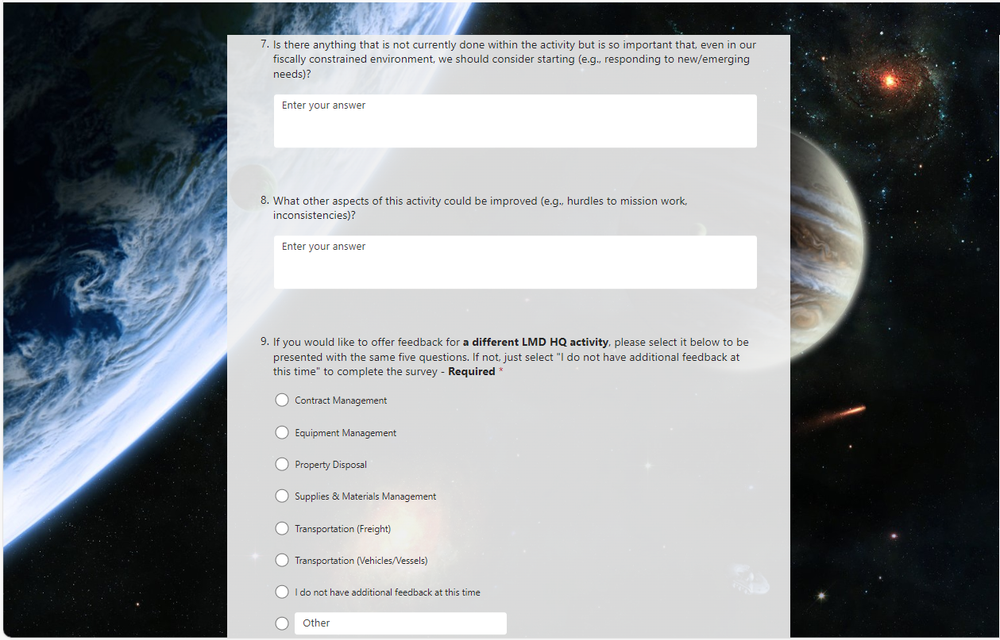 7. Is there anything that is not currently done within the activity but is so important that, even in our
fiscally constrained environment, we should consider starting (e.g., responding to new/emerging
needs)?
Enter your answer
8. What other aspects of this activity could be improved (e.g., hurdles to mission work,
inconsistencies)?
Enter your answer
9. If you would like to offer feedback for a different LMD HQ activity, please select it below to be
presented with the same five questions. If not, just select "I do not have additional feedback at
this time" to complete the survey - Required *
Contract Management
Equipment Management
Property Disposal
Supplies & Materials Management
Transportation (Freight)
Transportation (Vehicles/Vessels)
I do not have additional feedback at this time
Other